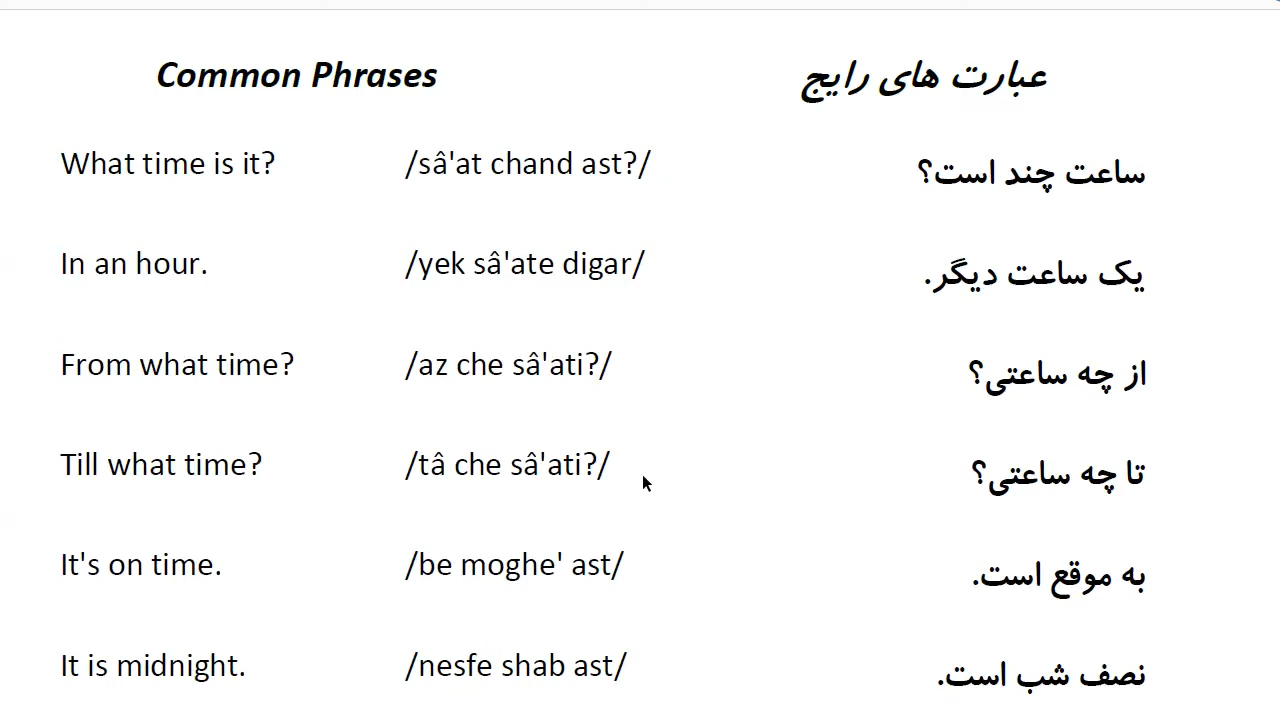 Common Phrases عبارت های رایج
What time is it? /sâ'at chand ast?/ ساعت چند است؟
In an hour. /yek sâ'ate digar/ یک ساعت دیگر.
From what time? /az che sâ'ati?/ از چه ساعتی؟
Till what time? /tâ che sâ'ati?/ تا چه ساعتی؟
It's on time. /be moghe' ast/ به موقع است.
It is midnight. /nesfe shab ast/ نصف شب است.